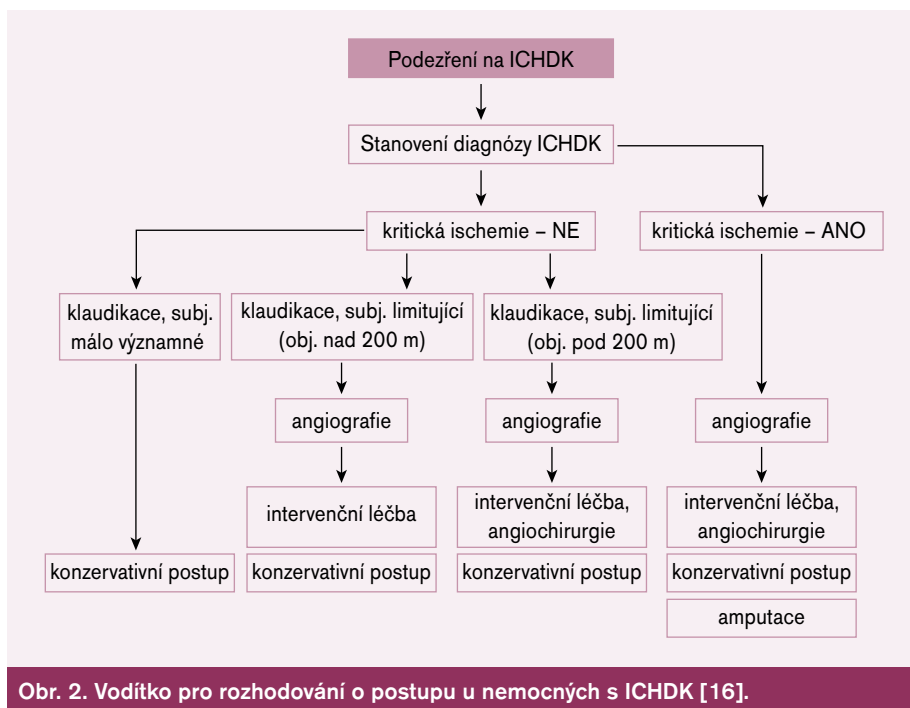 Podezření na ICHDK
Stanovení diagnózy ICHDK
kritická ischemie – NE
kritická ischemie – ANO
klaudikace, subj.
málo významné
klaudikace, subj. limitující
(obj. nad 200 m)
klaudikace, subj. limitující
(obj. pod 200 m)
angiografie
angiografie
angiografie
intervenční léčba
intervenční léčba,
angiochirurgie
intervenční léčba,
angiochirurgie
konzervativní postup
konzervativní postup
konzervativní postup
konzervativní postup
amputace
Obr. 2. Vodítko pro rozhodování o postupu u nemocných s ICHDK [16].